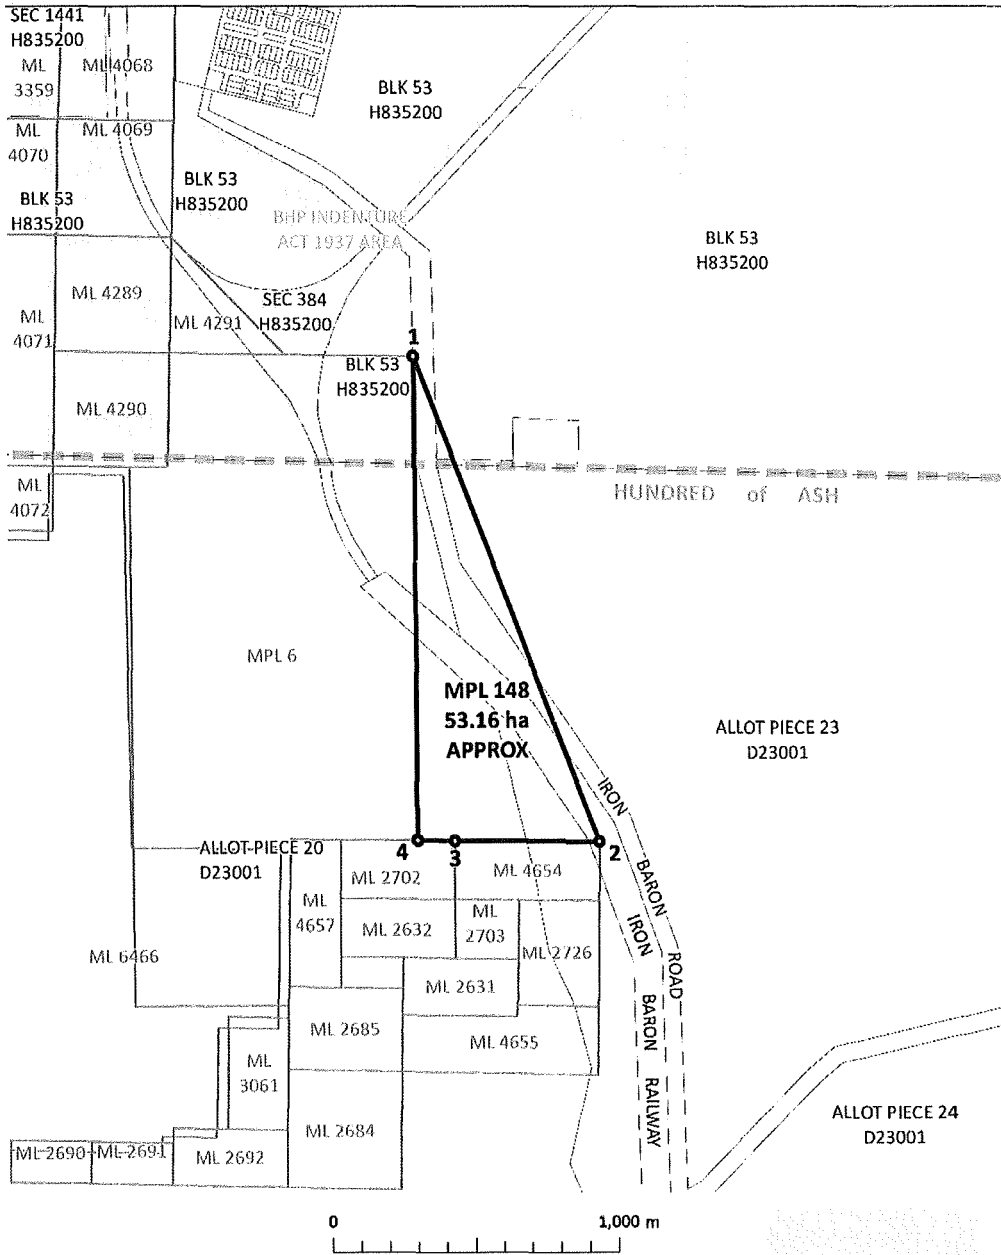 SEC 1441
H835200
ML
3359
ML 4068
BLK 53
H835200
ML
4070
ML 4069
BLK 53
H835200
BLK 53
H835200
BHP INDENTURE
ACT 1937 AREA
BLK 53
H835200
ML 4289
SEC 384
H835200
ML
4071
ML 4291
1
BLK 53
H835200
ML 4290
ML
4072
HUNDRED of ASH
MPL 6
MPL 148
53.16 ha
APPROX
ALLOT PIECE 23
D23001
IRON
BARON
ROAD
4
3
2
ALLOT PIECE 20
D23001
ML 2702
ML 4654
ML
4657
ML 2632
ML
2703
ML 2726
IRON
BARON
RAILWAY
ML 6466
ML 2631
ML 2685
ML 4655
ML
3061
ML 2684
ALLOT PIECE 24
D23001
ML 2690
ML 2691
ML 2692
0
1,000 m